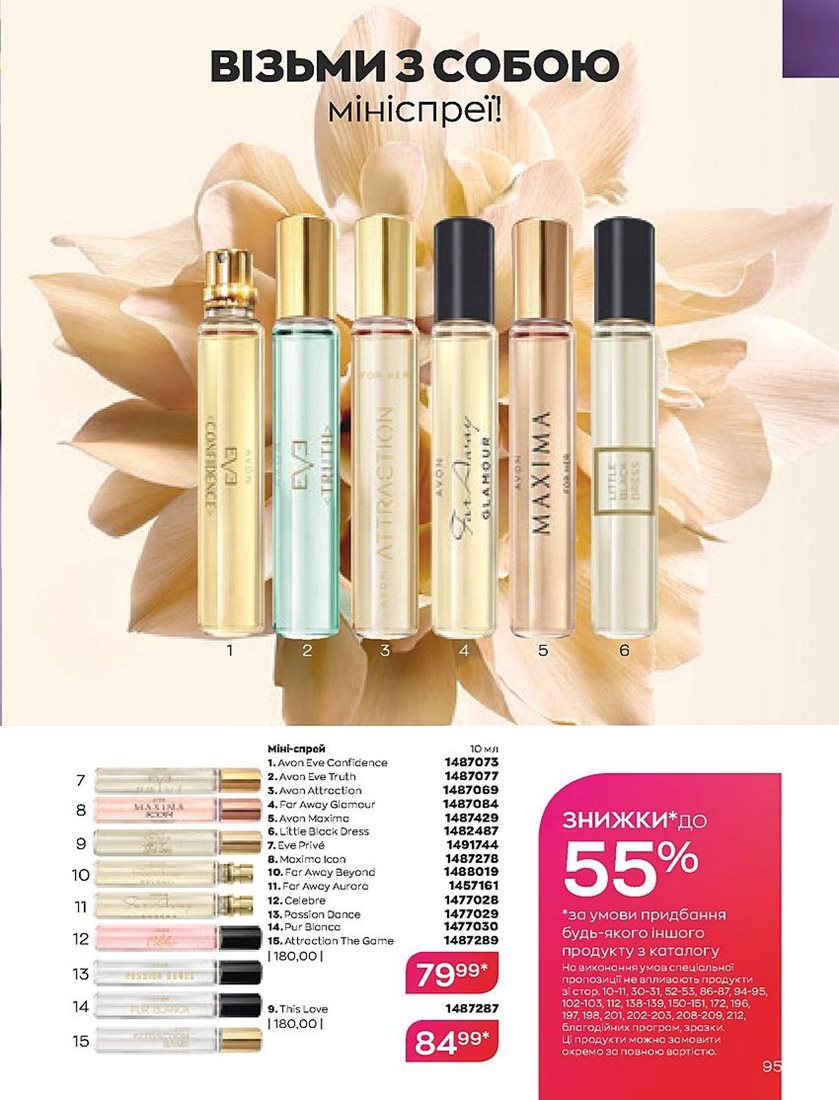 ВІЗЬМИ З СОБОЮ
мініспреї!
<CONFIDENCE>
EVE
AVON
EVE
<TRUTH>
FOR HER
AVON ATTRACTION
AVON
Far Away
GLAMOUR
AVON
MAXIMA
FOR HER
LITTLE
BLACK
DRESS
1 2 3 4 5 6
7
8
MAXIMA
ICON
9
10
11
12
13
PASSION DANCE
14
PUR BLANCA
15
Міні-спрей 10 мл
1. Avon Eve Confidence 1487073
2. Avon Eve Truth 1487077
3. Avon Attraction 1487069
4. Far Away Glamour 1487084
5. Avon Maxima 1487429
6. Little Black Dress 1482487
7. Eve Privé 1491744
8. Maxima Icon 1487278
10. Far Away Beyond 1488019
11. Far Away Aurora 1457161
12. Celebre 1477028
13. Passion Dance 1477029
14. Pur Blanca 1477030
15. Attraction The Game 1487289
| 180,00 |
79⁹⁹*
9. This Love 1487287
| 180,00 |
84⁹⁹*
ЗНИЖКИ* до
55%
*за умови придбання
будь-якого іншого
продукту з каталогу
На виконання умов спеціальної
пропозиції не впливають продукти
зі стор. 10-11, 30-31, 52-53, 86-87, 94-95,
102-103, 112, 138-139, 150-151, 172, 196,
197, 198, 201, 202-203, 208-209, 212,
благодійних програм, зразки.
Ці продукти можна замовити
окремо за повною вартістю.
95